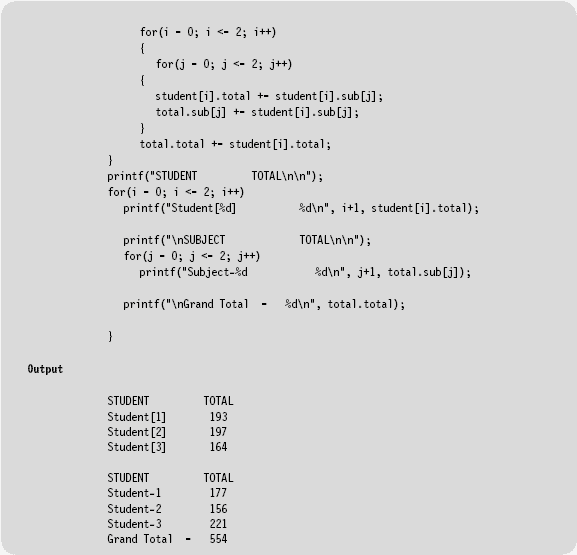 for(i = 0; i <= 2; i++)
{
for(j = 0; j <= 2; j++)
{
student[i].total += student[i].sub[j];
total.sub[j] += student[i].sub[j];
}
total.total += student[i].total;
}
printf("STUDENT TOTAL\n\n");
for(i = 0; i <= 2; i++)
printf("Student[%d] %d\n", i+1, student[i].total);
printf("\nSUBJECT TOTAL\n\n");
for(j = 0; j <= 2; j++)
printf("Subject-%d %d\n", j+1, total.sub[j]);
printf("\nGrand Total = %d\n", total.total);
}
Output
STUDENT TOTAL
Student[1] 193
Student[2] 197
Student[3] 164
STUDENT TOTAL
Student-1 177
Student-2 156
Student-3 221
Grand Total = 554